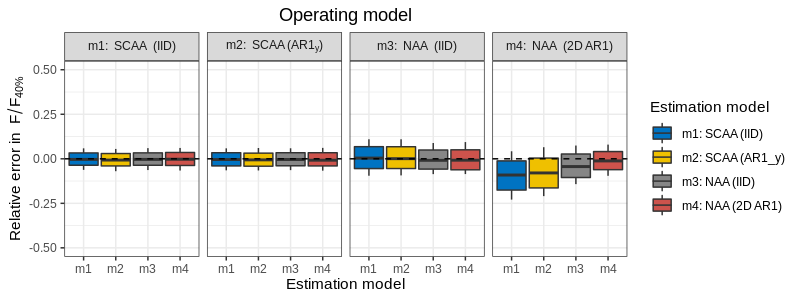 Operating model
m1: SCAA (IID)
m2: SCAA (AR1y)
m3: NAA (IID)
m4: NAA (2D AR1)
Relative error in F/F40%
0.50
0.25
0.00
-0.25
-0.50
m1 m2 m3 m4
m1 m2 m3 m4
m1 m2 m3 m4
m1 m2 m3 m4
Estimation model
Estimation model
m1: SCAA (IID)
m2: SCAA (AR1_y)
m3: NAA (IID)
m4: NAA (2D AR1)